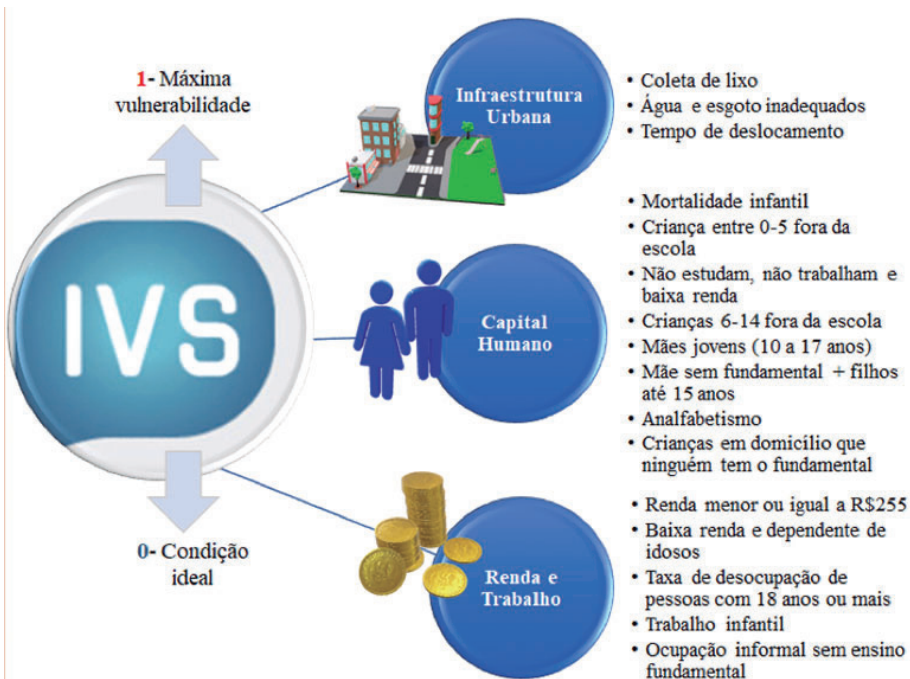 1- Máxima
vulnerabilidade
IVS
0- Condição
ideal
Infraestrutura
Urbana
• Coleta de lixo
• Água e esgoto inadequados
• Tempo de deslocamento
Capital
Humano
• Mortalidade infantil
• Criança entre 0-5 fora da
escola
• Não estudam, não trabalham e
baixa renda
• Crianças 6-14 fora da escola
• Mães jovens (10 a 17 anos)
• Mãe sem fundamental + filhos
até 15 anos
• Analfabetismo
• Crianças em domicílio que
ninguém tem o fundamental
Renda e
Trabalho
• Renda menor ou igual a R$255
• Baixa renda e dependente de
idosos
• Taxa de desocupação de
pessoas com 18 anos ou mais
• Trabalho infantil
• Ocupação informal sem ensino
fundamental